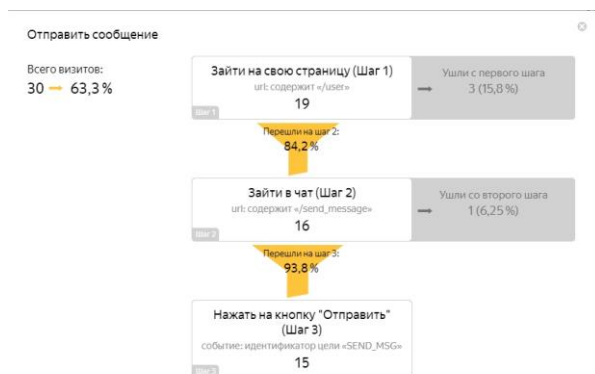 Отправить сообщение
Всего визитов:
30 → 63,3 %
Зайти на свою страницу (Шаг 1)
url: содержит «/user»
19
Шаг 1
Ушли с первого шага
→ 3 (15,8 %)
Перешли на шаг 2:
84,2 %
Зайти в чат (Шаг 2)
url: содержит «/send_message»
16
Шаг 2
Ушли со второго шага
→ 1 (6,25 %)
Перешли на шаг 3:
93,8 %
Нажать на кнопку "Отправить"
(Шаг 3)
событие: идентификатор цели «SEND_MSG»
15
Шаг 3